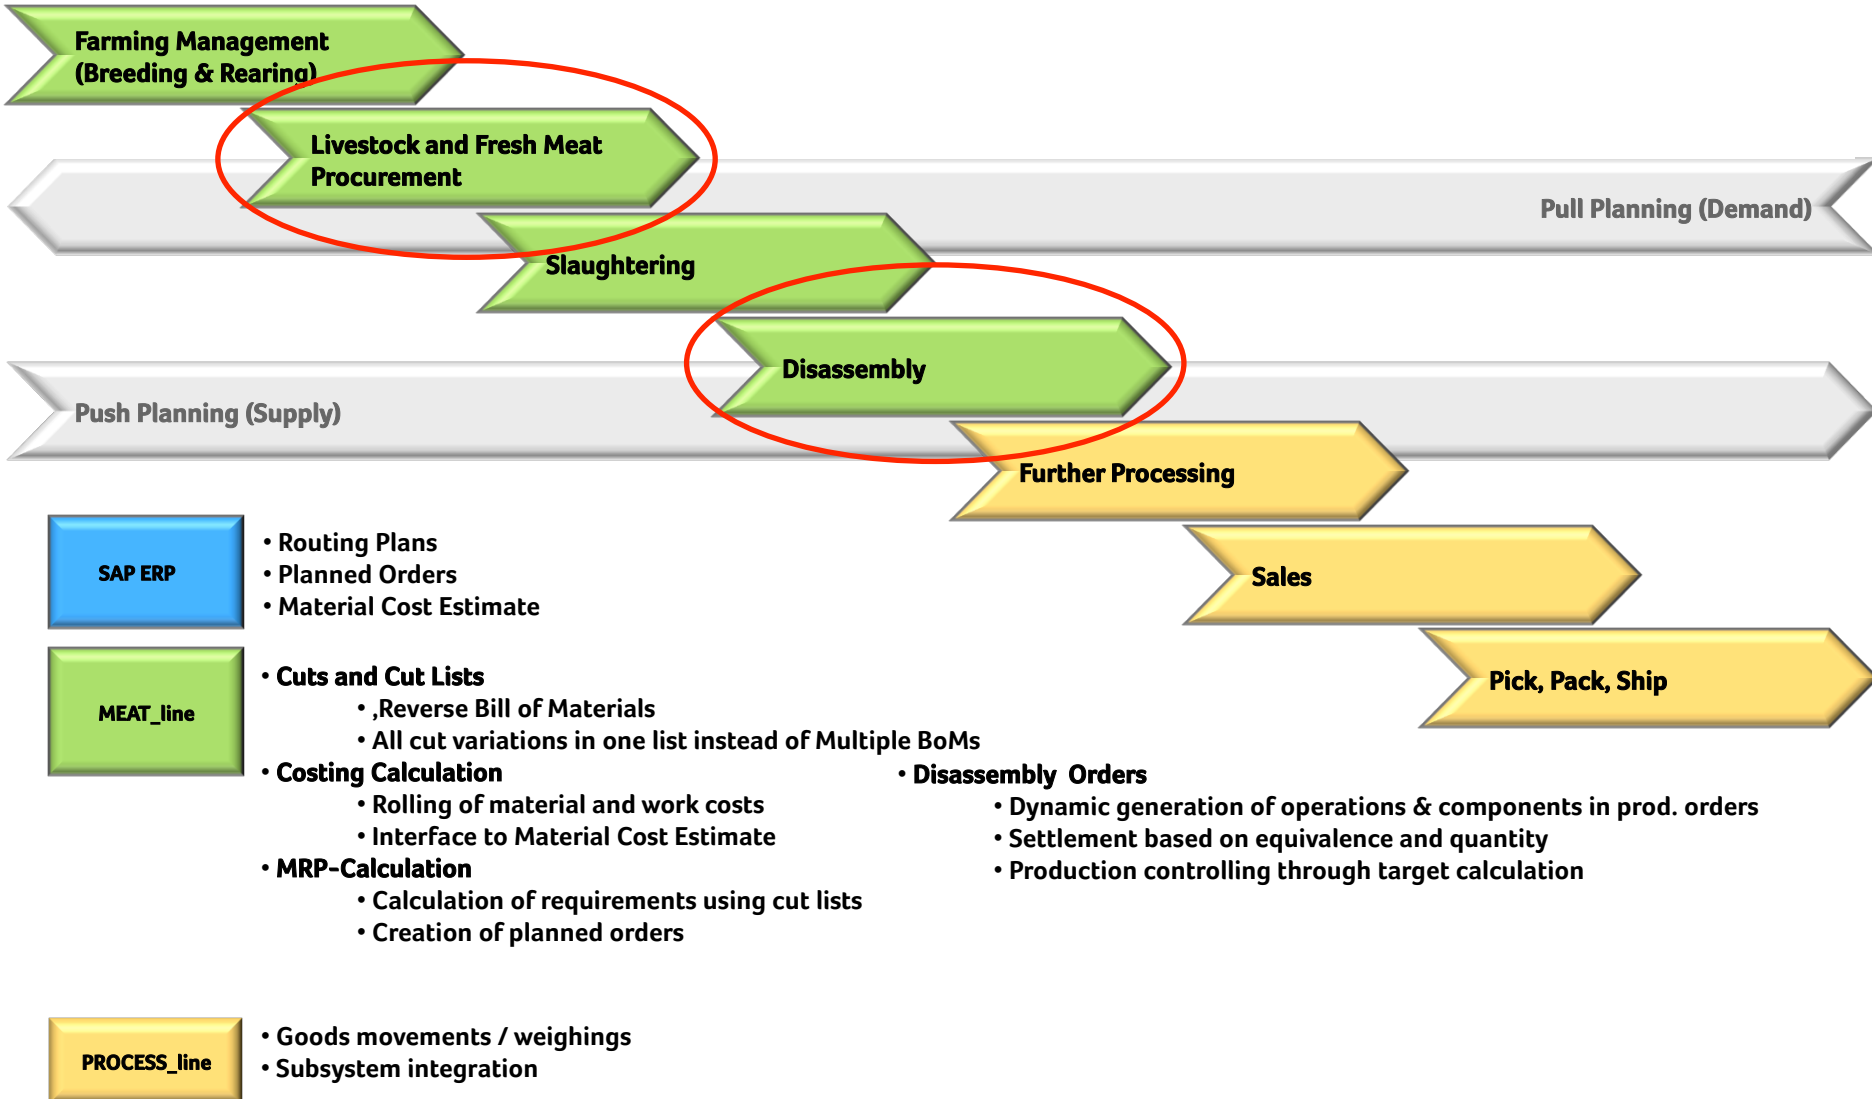 Farming Management
(Breeding & Rearing)
Livestock and Fresh Meat
Procurement
Pull Planning (Demand)
Slaughtering
Disassembly
Push Planning (Supply)
Further Processing
Sales
Pick, Pack, Ship
SAP ERP
• Routing Plans
• Planned Orders
• Material Cost Estimate
MEAT_line
• Cuts and Cut Lists
• ‚Reverse Bill of Materials
• All cut variations in one list instead of Multiple BoMs
• Costing Calculation
• Rolling of material and work costs
• Interface to Material Cost Estimate
• MRP-Calculation
• Calculation of requirements using cut lists
• Creation of planned orders
• Disassembly Orders
• Dynamic generation of operations & components in prod. orders
• Settlement based on equivalence and quantity
• Production controlling through target calculation
PROCESS_line
• Goods movements / weighings
• Subsystem integration